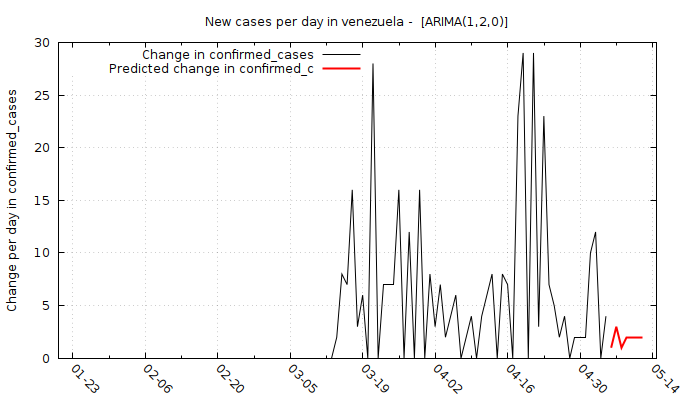 New cases per day in venezuela -  [ARIMA(1,2,0)]
Change in confirmed_cases
Predicted change in confirmed_c
Change per day in confirmed_cases
30
25
20
15
10
5
0
01-23 02-06 02-20 03-05 03-19 04-02 04-16 04-30 05-14